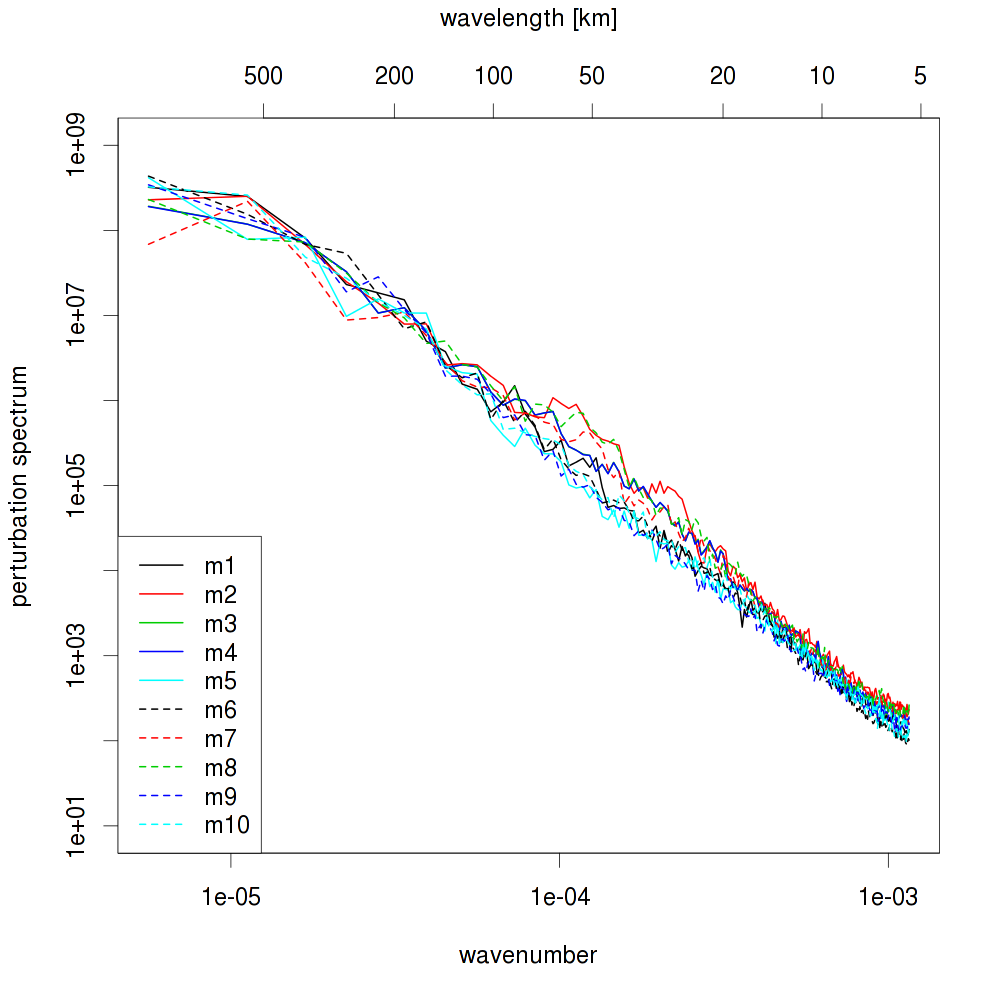 wavelength [km]
500 200 100 50 20 10 5
1e+09
1e+07
1e+05
1e+03
1e+01
perturbation spectrum
m1
m2
m3
m4
m5
m6
m7
m8
m9
m10
1e-05 1e-04 1e-03
wavenumber